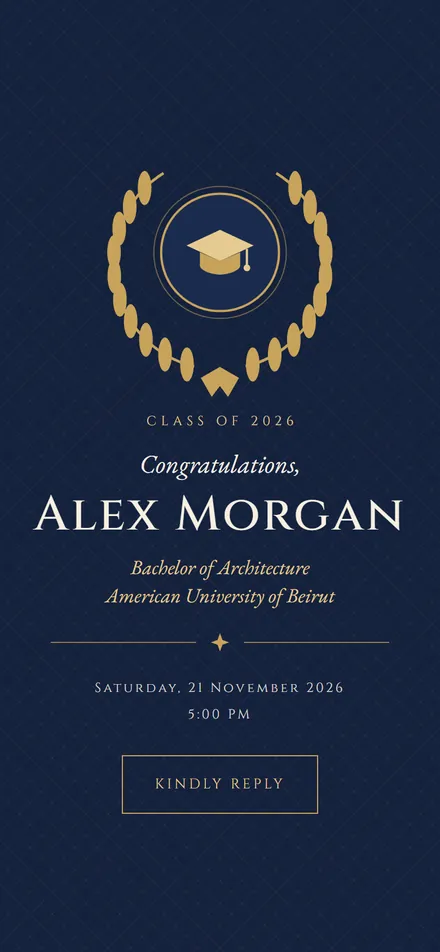 CLASS OF 2026
Congratulations,
ALEX MORGAN
Bachelor of Architecture
American University of Beirut
SATURDAY, 21 NOVEMBER 2026
5:00 PM
KINDLY REPLY